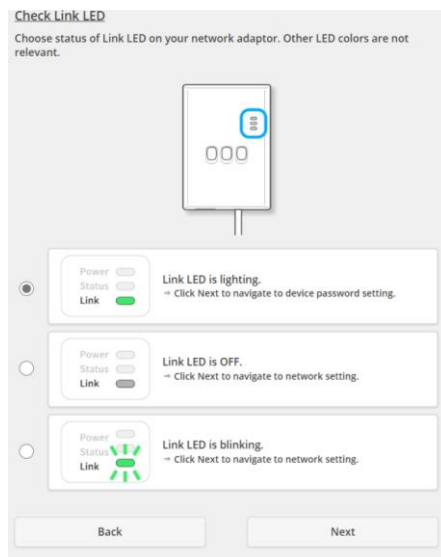 Check Link LED
Choose status of Link LED on your network adaptor. Other LED colors are not
relevant.
Power
Status
Link
Link LED is lighting.
→ Click Next to navigate to device password setting.
Power
Status
Link
Link LED is OFF.
→ Click Next to navigate to network setting.
Power
Status
Link
Link LED is blinking.
→ Click Next to navigate to network setting.
Back
Next